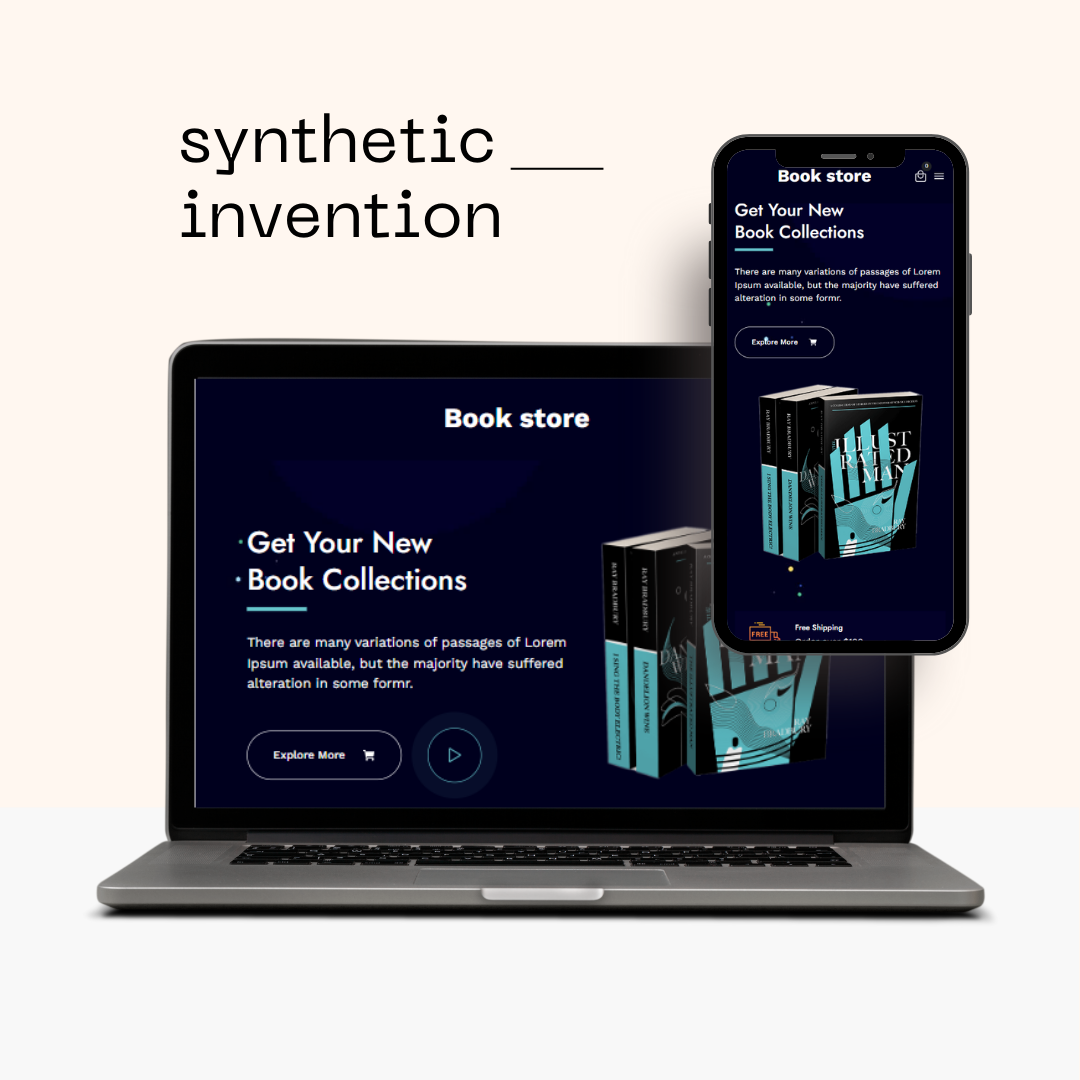 synthetic ___
invention
Book store
0
Get Your New
Book Collections
There are many variations of passages of Lorem
Ipsum available, but the majority have suffered
alteration in some formr.
Explore More
RAY BRADBURY
I SING THE BODY ELECTRIC
RAY BRADBURY
DANDELION WINE
ILLUST
RATED
MAN
RAY
BRADBURY
FREE
Free Shipping
Book store
Get Your New
Book Collections
There are many variations of passages of Lorem
Ipsum available, but the majority have suffered
alteration in some formr.
Explore More
RAY BRADBURY
I SING THE BODY ELECTRIC
RAY BRADBURY
DANDELION WINE
RAY
BRADBURY